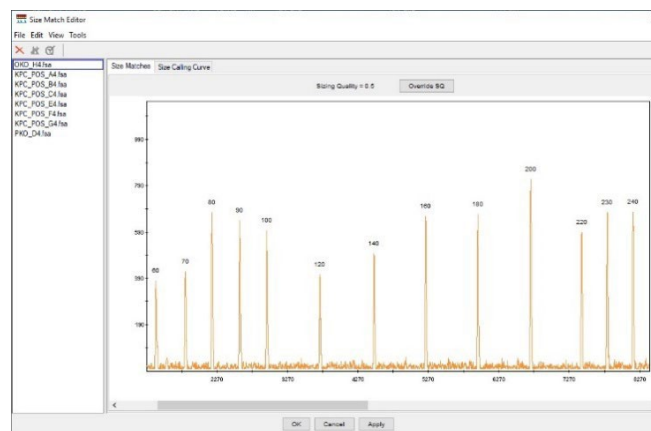 Size Match Editor
File Edit View Tools
OKO_H4.fsa
KPC_POS_A4.fsa
KPC_POS_B4.fsa
KPC_POS_C4.fsa
KPC_POS_E4.fsa
KPC_POS_F4.fsa
KPC_POS_G4.fsa
PKO_D4.fsa
Size Matches Size Calling Curve
Sizing Quality = 0.5 Override SQ
990
790
590
390
190
60 70 80 90 100 120 140 160 180 200 220 230 240
2270 3270 4270 5270 6270 7270 8270
OK Cancel Apply